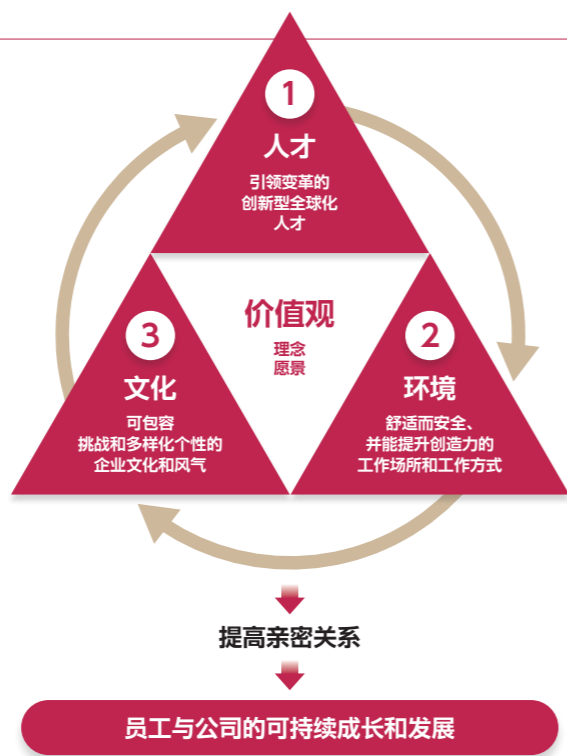 1
人才
引领变革的
创新型全球化
人才
价值观
理念
愿景
2
环境
舒适而安全、
并能提升创造力的
工作场所和工作方式
3
文化
可包容
挑战和多样化个性的
企业文化和风气
提高亲密关系
员工与公司的可持续成长和发展